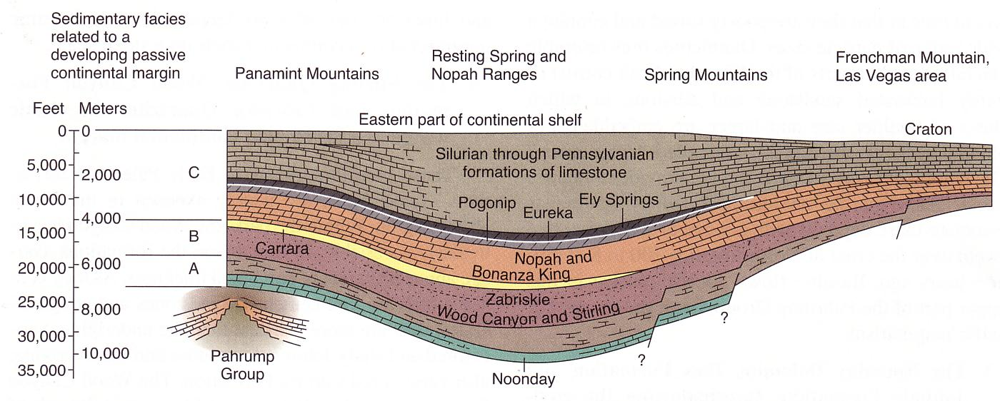 Sedimentary facies
related to a
developing passive
continental margin
Panamint Mountains
Resting Spring and
Nopah Ranges
Spring Mountains
Frenchman Mountain,
Las Vegas area
Feet Meters
Eastern part of continental shelf
Craton
0 0
5,000
2,000
10,000
4,000
15,000
6,000
20,000
25,000
8,000
30,000
10,000
35,000
C
B
A
Silurian through Pennsylvanian
formations of limestone
Pogonip
Eureka
Ely Springs
Carrara
Nopah and
Bonanza King
Zabriskie
Wood Canyon and Stirling
?
?
Pahrump
Group
Noonday